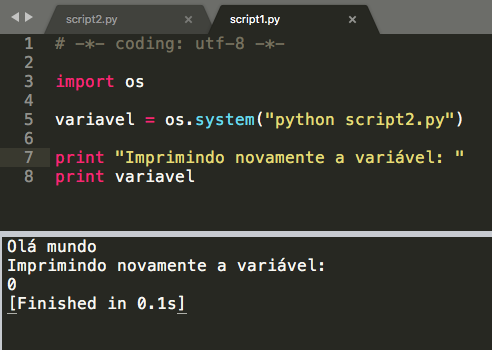 script2.py × script1.py ×
1 # -*- coding: utf-8 -*-
2
3 import os
4
5 variavel = os.system("python script2.py")
6
7 print "Imprimindo novamente a variável: "
8 print variavel
Olá mundo
Imprimindo novamente a variável:
0
[Finished in 0.1s]